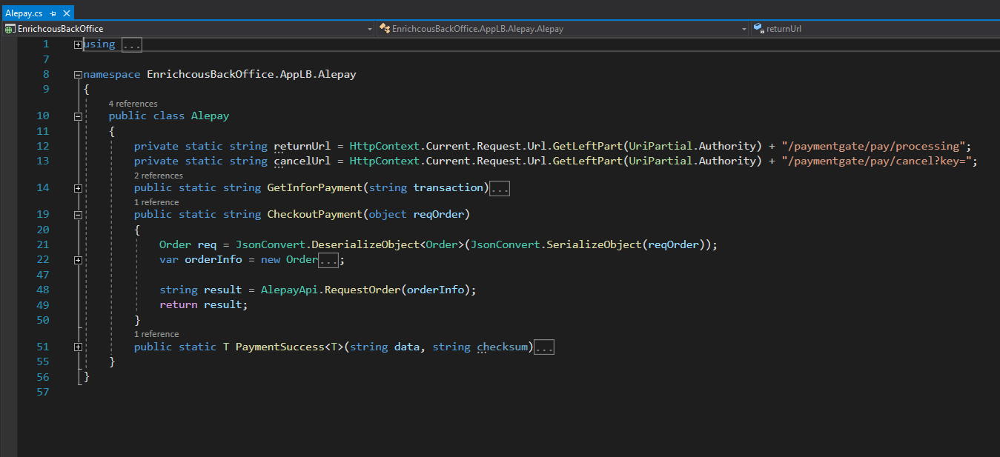 Alepay.cs
EnrichcousBackOffice EnrichcousBackOffice.AppLB.Alepay.Alepay returnUrl
1 using ...
7
8 namespace EnrichcousBackOffice.AppLB.Alepay
9 {
4 references
10 public class Alepay
11 {
12 private static string returnUrl = HttpContext.Current.Request.Url.GetLeftPart(UriPartial.Authority) + "/paymentgate/pay/processing";
13 private static string cancelUrl = HttpContext.Current.Request.Url.GetLeftPart(UriPartial.Authority) + "/paymentgate/pay/cancel?key=";
2 references
14 public static string GetInforPayment(string transaction)...
1 reference
19 public static string CheckoutPayment(object reqOrder)
20 {
21 Order req = JsonConvert.DeserializeObject<Order>(JsonConvert.SerializeObject(reqOrder));
22 var orderInfo = new Order...;
47
48 string result = AlepayApi.RequestOrder(orderInfo);
49 return result;
50 }
1 reference
51 public static T PaymentSuccess<T>(string data, string checksum)...
55 }
56 }
57